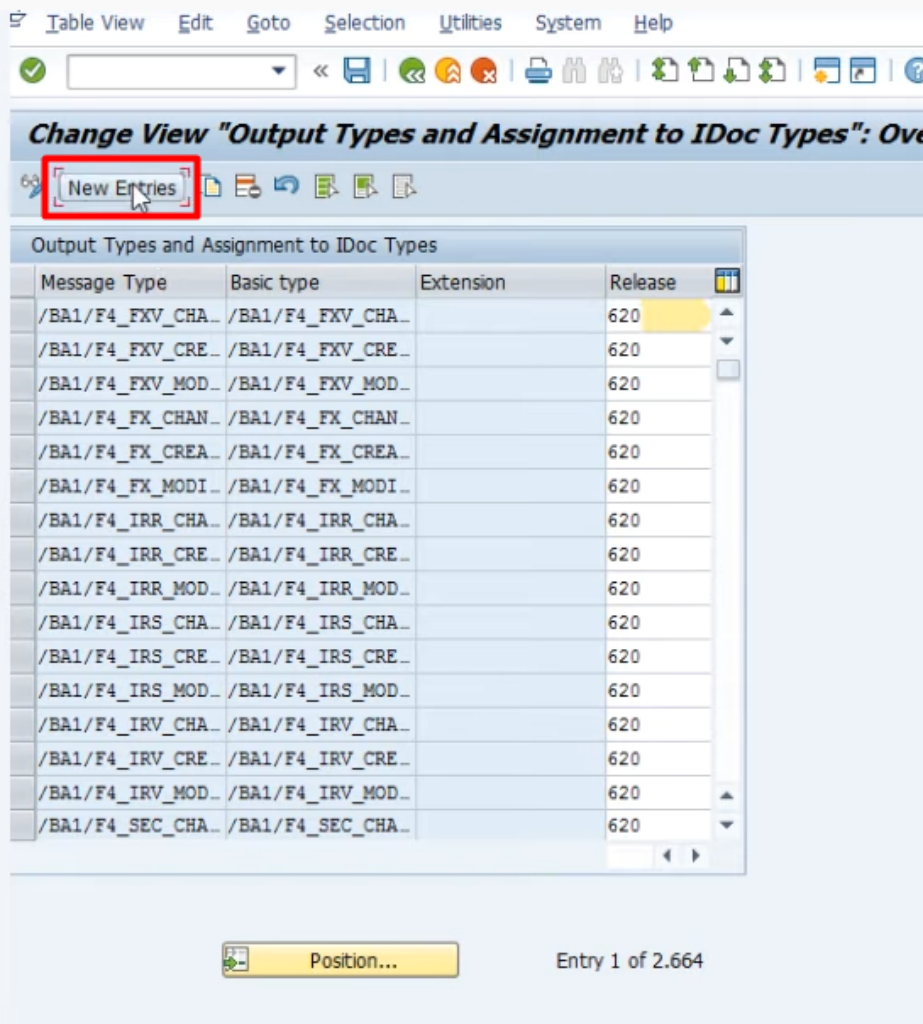 Table View Edit Goto Selection Utilities System Help
Change View "Output Types and Assignment to IDoc Types": Ove
New Entries
Output Types and Assignment to IDoc Types
Message Type Basic type Extension Release
/BA1/F4_FXV_CHA… /BA1/F4_FXV_CHA… 620
/BA1/F4_FXV_CRE… /BA1/F4_FXV_CRE… 620
/BA1/F4_FXV_MOD… /BA1/F4_FXV_MOD… 620
/BA1/F4_FX_CHAN… /BA1/F4_FX_CHAN… 620
/BA1/F4_FX_CREA… /BA1/F4_FX_CREA… 620
/BA1/F4_FX_MODI… /BA1/F4_FX_MODI… 620
/BA1/F4_IRR_CHA… /BA1/F4_IRR_CHA… 620
/BA1/F4_IRR_CRE… /BA1/F4_IRR_CRE… 620
/BA1/F4_IRR_MOD… /BA1/F4_IRR_MOD… 620
/BA1/F4_IRS_CHA… /BA1/F4_IRS_CHA… 620
/BA1/F4_IRS_CRE… /BA1/F4_IRS_CRE… 620
/BA1/F4_IRS_MOD… /BA1/F4_IRS_MOD… 620
/BA1/F4_IRV_CHA… /BA1/F4_IRV_CHA… 620
/BA1/F4_IRV_CRE… /BA1/F4_IRV_CRE… 620
/BA1/F4_IRV_MOD… /BA1/F4_IRV_MOD… 620
/BA1/F4_SEC_CHA… /BA1/F4_SEC_CHA… 620
Position... Entry 1 of 2.664